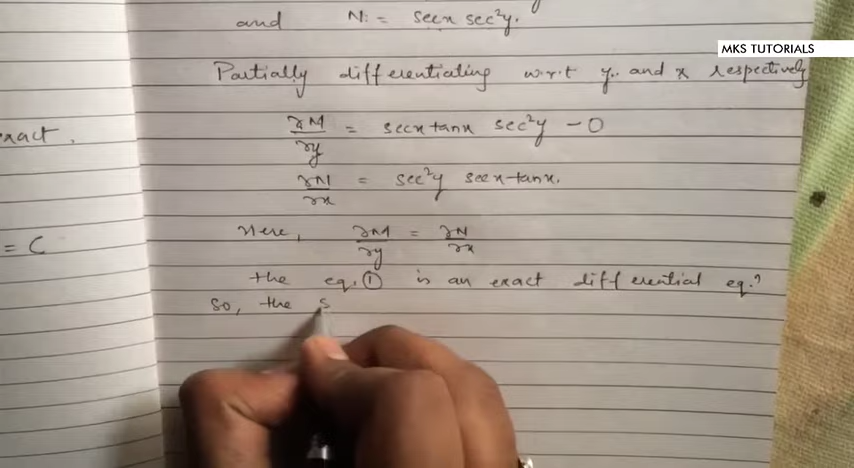 and N = secx sec²y.
MKS TUTORIALS
Partially differentiating w.r.t y. and x respectively
∂M/∂y = secx tanx sec²y - 0
xact.
∂N/∂x = sec²y secx tanx.
Here, ∂M/∂y = ∂N/∂x
= C
the eq. ① is an exact differential eq.ⁿ
So, the s